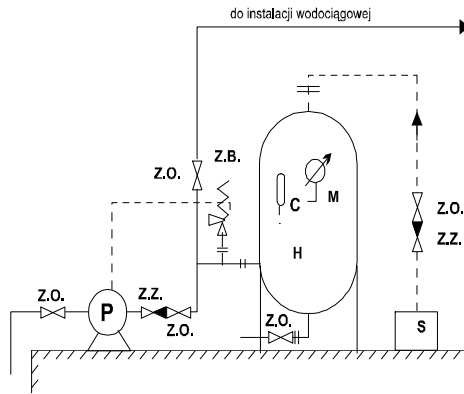 do instalacji wodociągowej
Z.B.
Z.O.
C
M
Z.O.
Z.Z.
H
Z.O.
P
Z.Z.
Z.O.
Z.O.
S